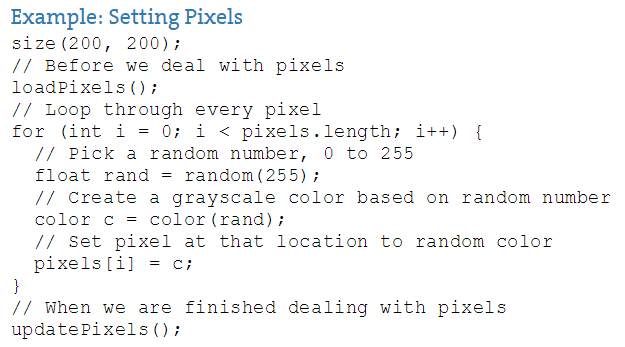 Example: Setting Pixels
size(200, 200);
// Before we deal with pixels
loadPixels();
// Loop through every pixel
for (int i = 0; i < pixels.length; i++) {
  // Pick a random number, 0 to 255
  float rand = random(255);
  // Create a grayscale color based on random number
  color c = color(rand);
  // Set pixel at that location to random color
  pixels[i] = c;
}
// When we are finished dealing with pixels
updatePixels();